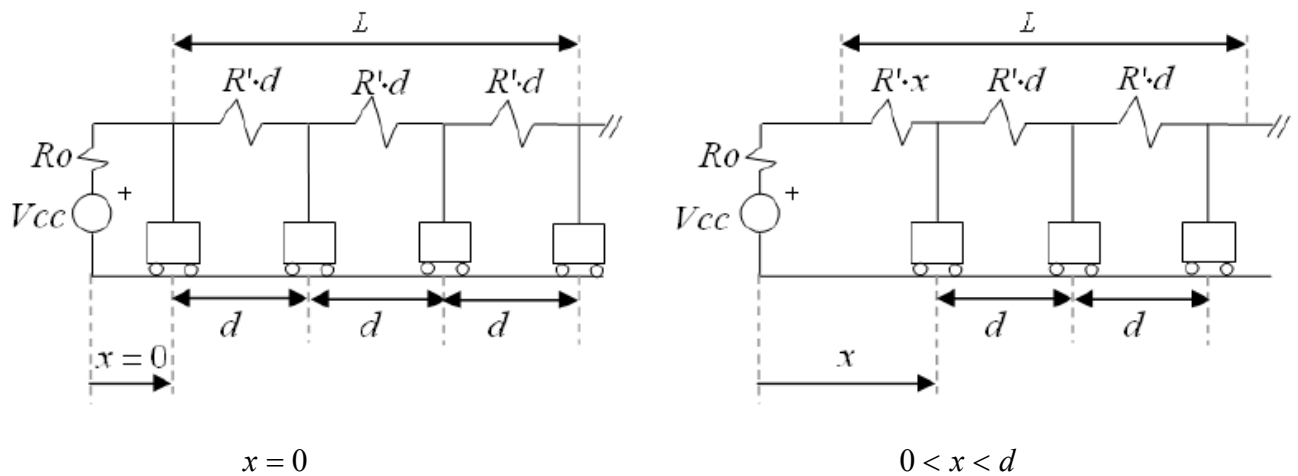 L
R'·d R'·d R'·d
Ro
+
Vcc
d d d
x = 0
x = 0
L
R'·x R'·d R'·d
Ro
+
Vcc
d d
x
0 < x < d